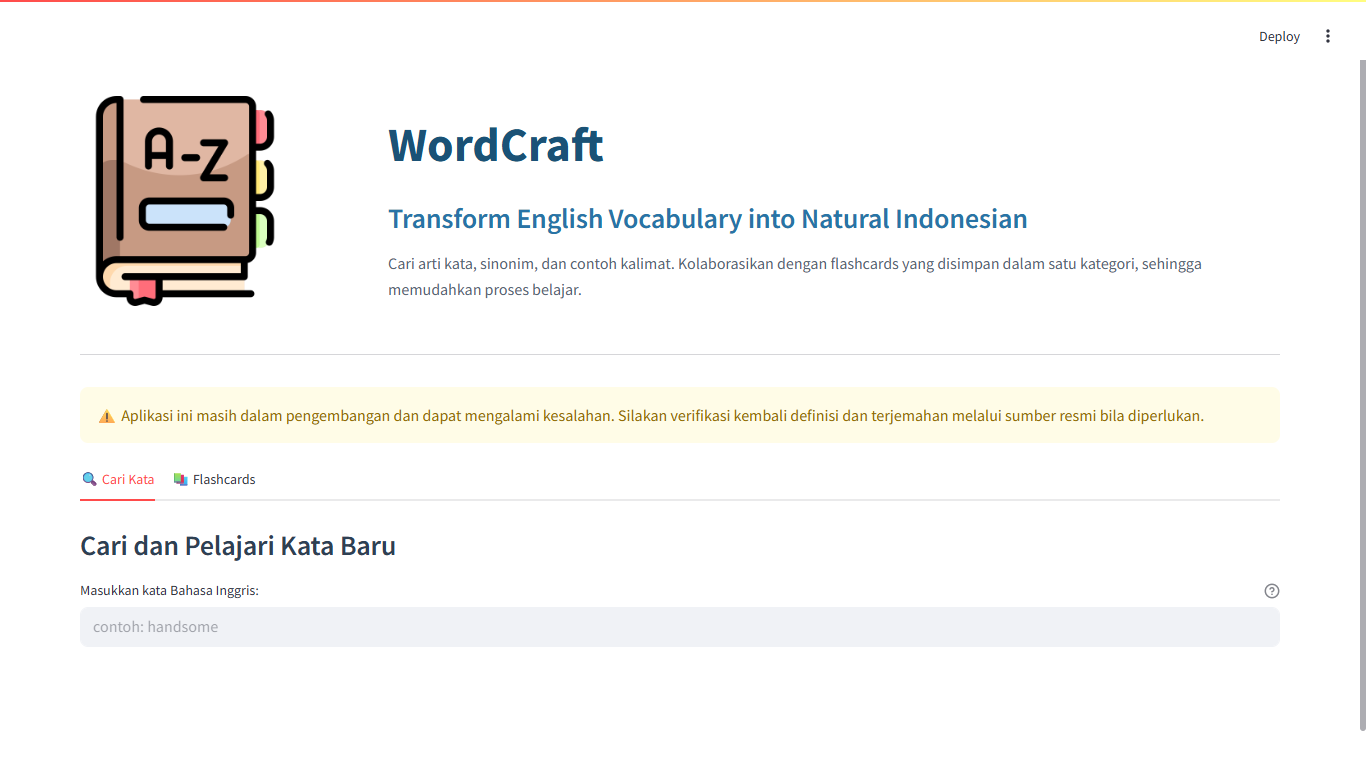 Deploy
A-Z
WordCraft
Transform English Vocabulary into Natural Indonesian
Cari arti kata, sinonim, dan contoh kalimat. Kolaborasikan dengan flashcards yang disimpan dalam satu kategori, sehingga
memudahkan proses belajar.
Aplikasi ini masih dalam pengembangan dan dapat mengalami kesalahan. Silakan verifikasi kembali definisi dan terjemahan melalui sumber resmi bila diperlukan.
Cari Kata Flashcards
Cari dan Pelajari Kata Baru
Masukkan kata Bahasa Inggris:
contoh: handsome